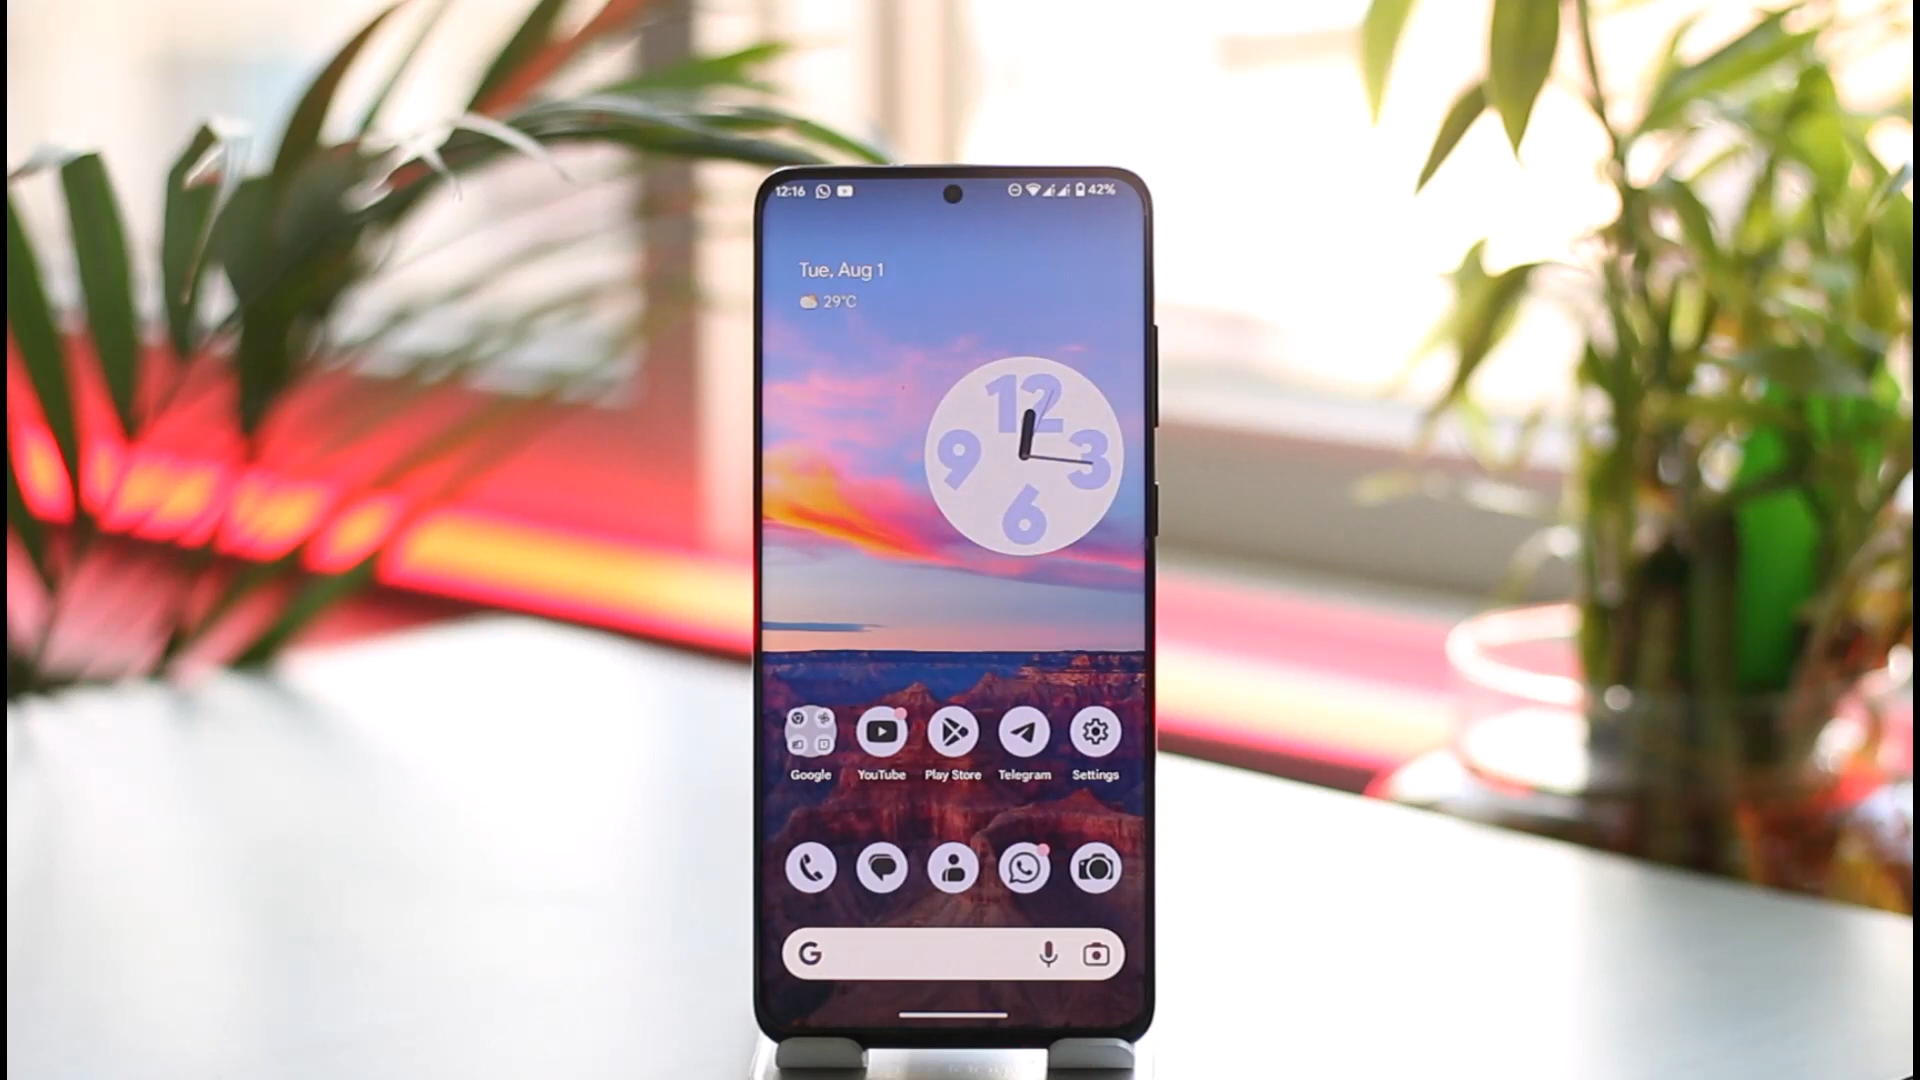 12:16 42%
Tue, Aug 1
29°C
12
9 3
6
Google YouTube Play Store Telegram Settings
G